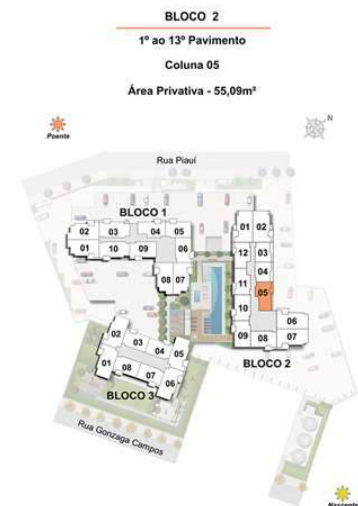 BLOCO 2
1º ao 13º Pavimento
Coluna 05
Área Privativa - 55,09m²
Poente
N
Rua Piauí
BLOCO 1
02 03 04 05
01 10 09 06
08 07
01 02
12 03
04
11 05
10 06
09 08 07
BLOCO 2
02 03 04 05
01 08 07 06
BLOCO 3
Rua Gonzaga Campos
Nascente